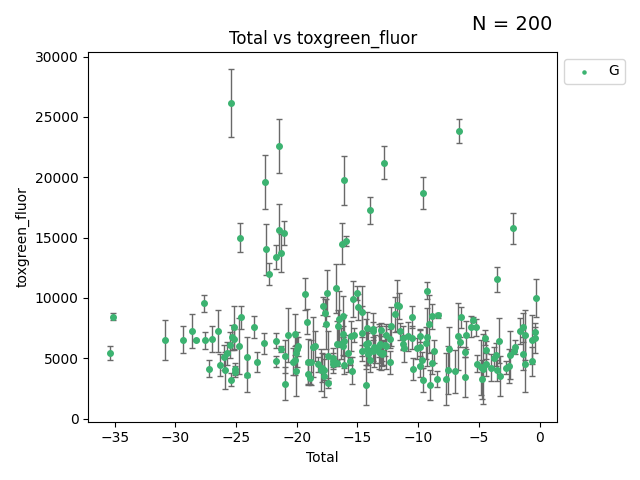 N = 200
Total vs toxgreen_fluor
G
toxgreen_fluor
30000
25000
20000
15000
10000
5000
0
−35 −30 −25 −20 −15 −10 −5 0
Total